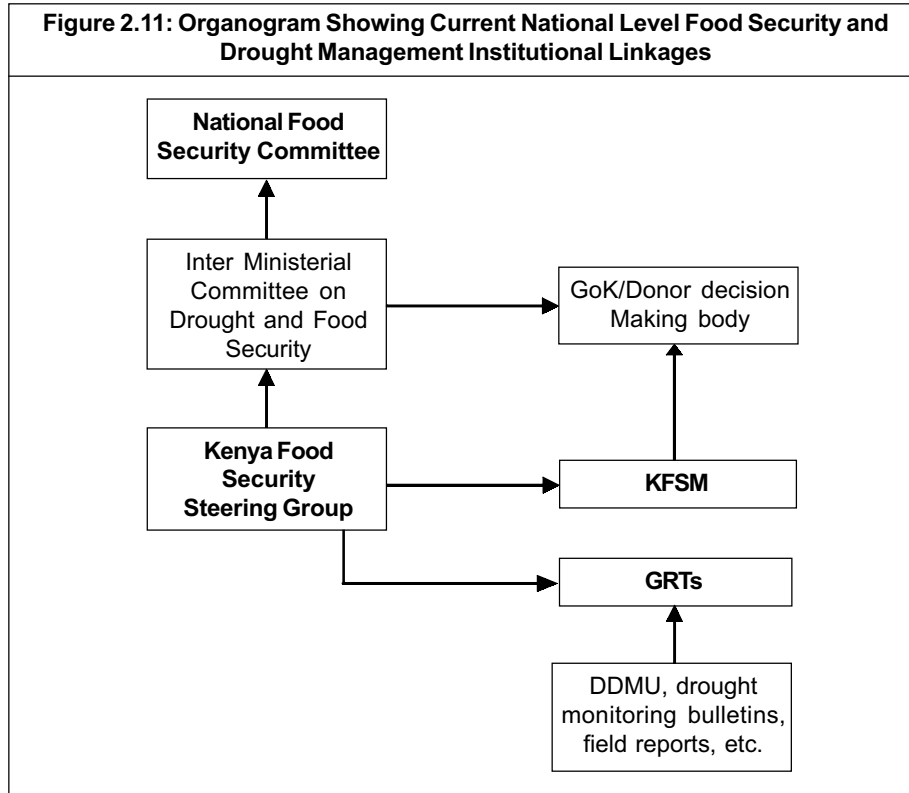 Figure 2.11: Organogram Showing Current National Level Food Security and
Drought Management Institutional Linkages
National Food
Security Committee
Inter Ministerial
Committee on
Drought and Food
Security
GoK/Donor decision
Making body
Kenya Food
Security
Steering Group
KFSM
GRTs
DDMU, drought
monitoring bulletins,
field reports, etc.